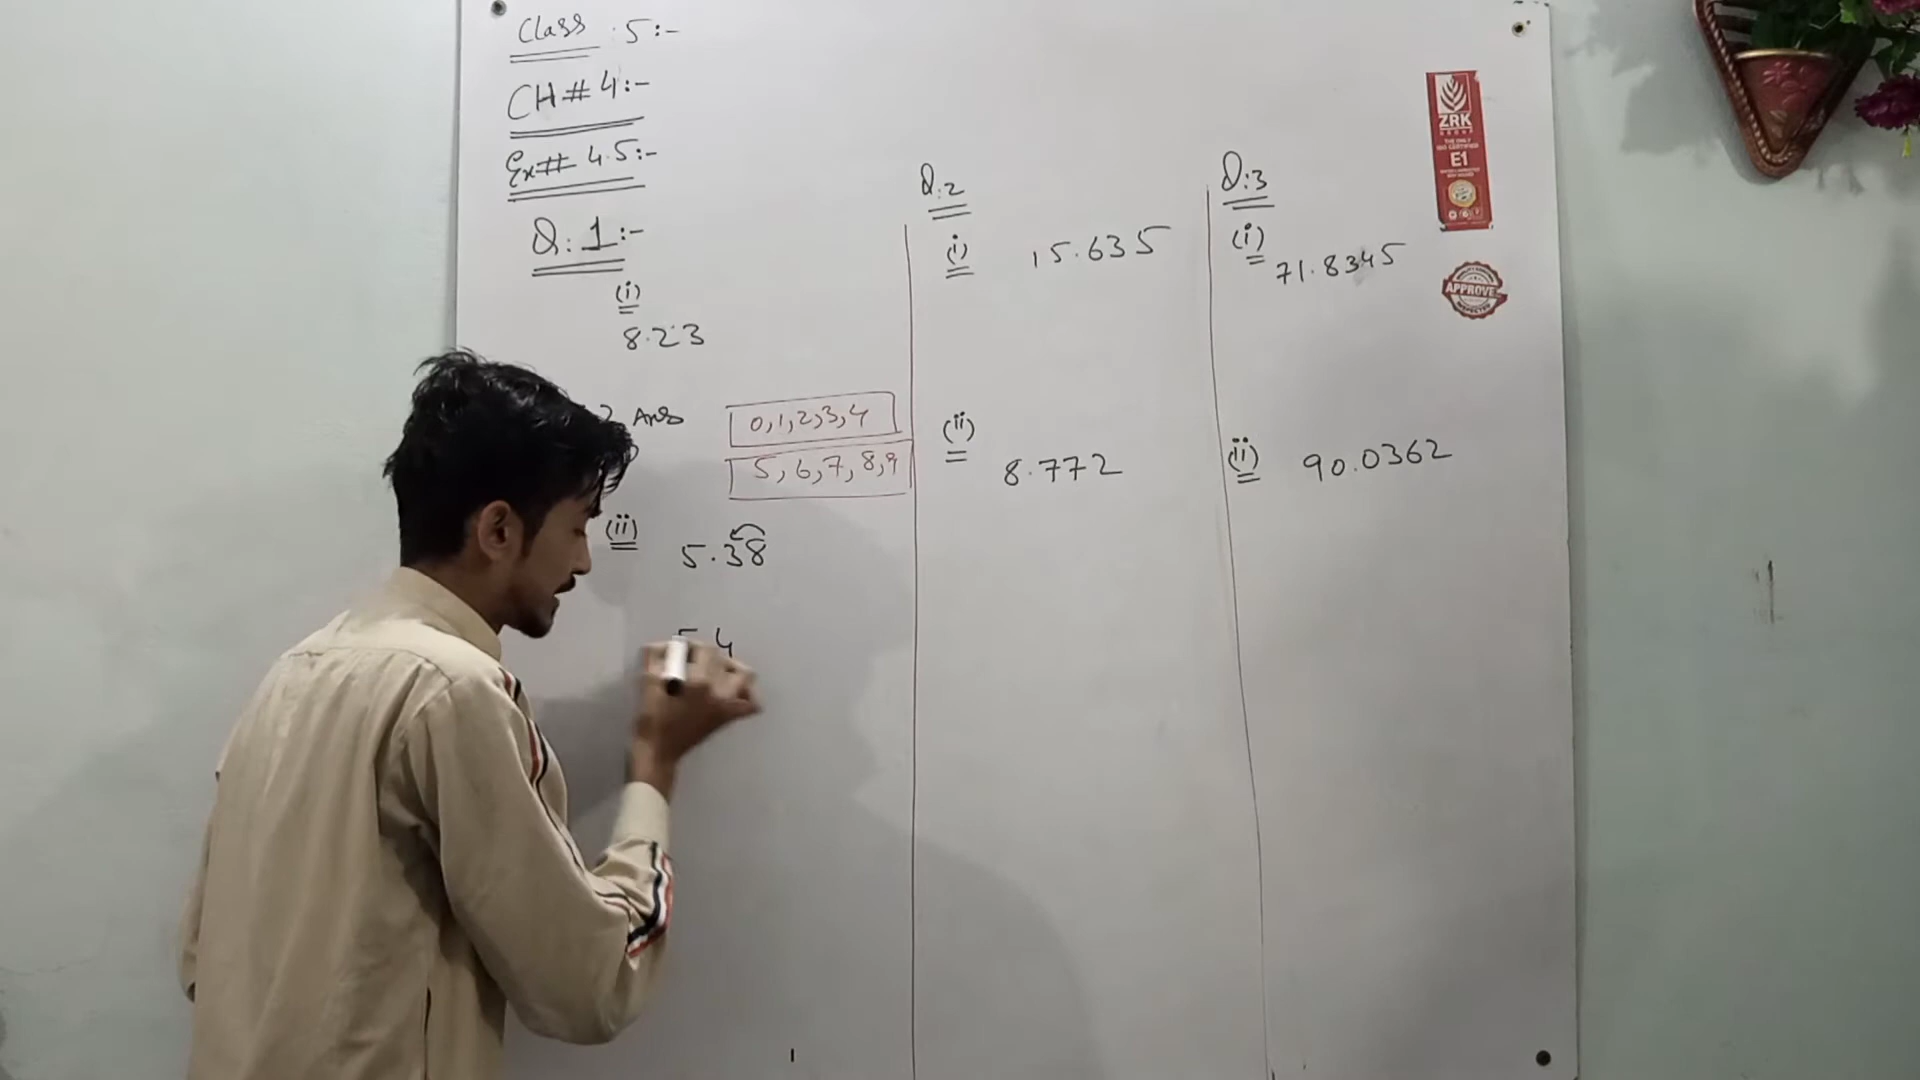 Class : 5 :-
CH # 4 :-
Ex# 4.5 :-
Q. 1 :-
(i)
8.23
Ans
0,1,2,3,4
5,6,7,8,9
(ii)
5.38
5 4
Q.2
(i) 15.635
(ii)
8.772
Q:3
(i)
71.8345
(ii) 90.0362
ZRK
GROUP
E1
APPROVE